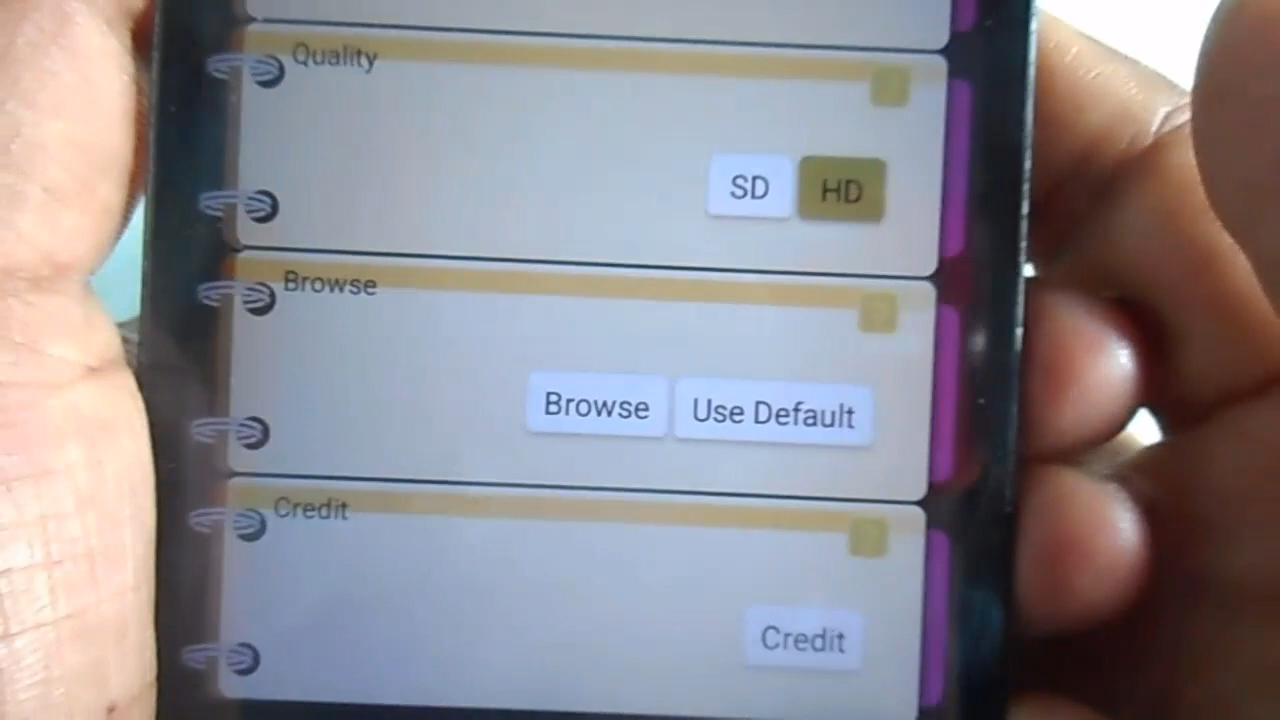 Quality
SD HD
Browse
Browse Use Default
Credit
Credit